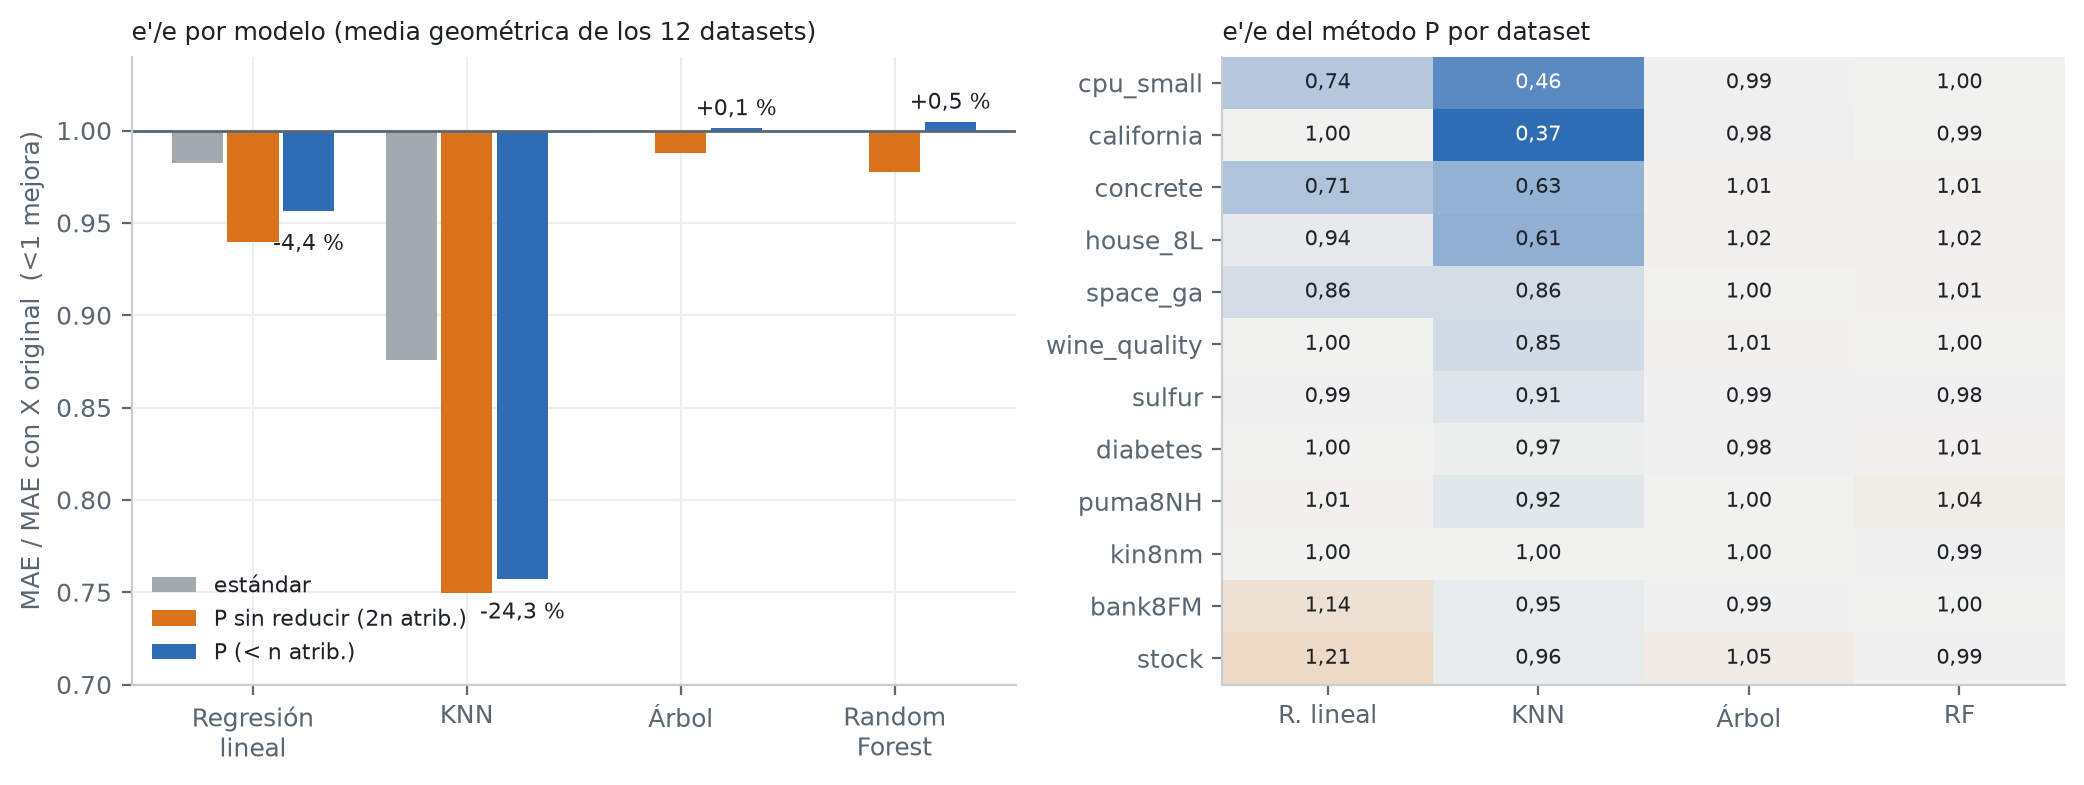 e'/e por modelo (media geométrica de los 12 datasets)
MAE / MAE con X original (<1 mejora)
1.00
0.95
0.90
0.85
0.80
0.75
0.70
-4,4 %
-24,3 %
+0,1 %
+0,5 %
estándar
P sin reducir (2n atrib.)
P (< n atrib.)
Regresión
lineal
KNN
Árbol
Random
Forest
e'/e del método P por dataset
cpu_small 0,74 0,46 0,99 1,00
california 1,00 0,37 0,98 0,99
concrete 0,71 0,63 1,01 1,01
house_8L 0,94 0,61 1,02 1,02
space_ga 0,86 0,86 1,00 1,01
wine_quality 1,00 0,85 1,01 1,00
sulfur 0,99 0,91 0,99 0,98
diabetes 1,00 0,97 0,98 1,01
puma8NH 1,01 0,92 1,00 1,04
kin8nm 1,00 1,00 1,00 0,99
bank8FM 1,14 0,95 0,99 1,00
stock 1,21 0,96 1,05 0,99
R. lineal KNN Árbol RF